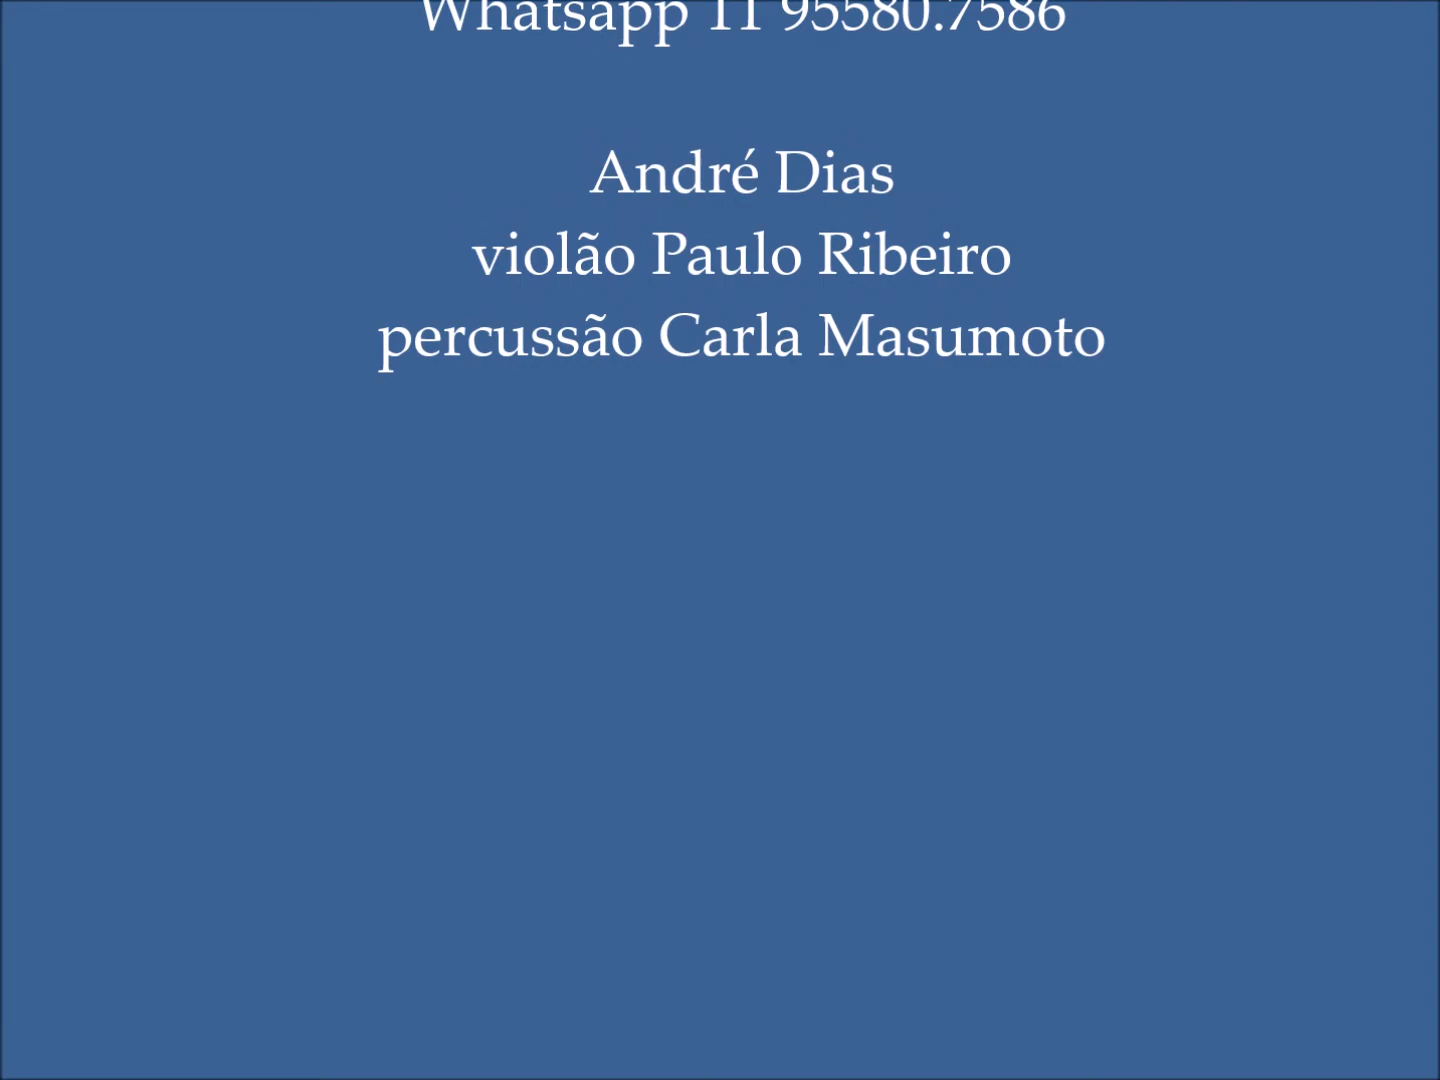 Whatsapp 11 95580.7586
André Dias
violão Paulo Ribeiro
percussão Carla Masumoto